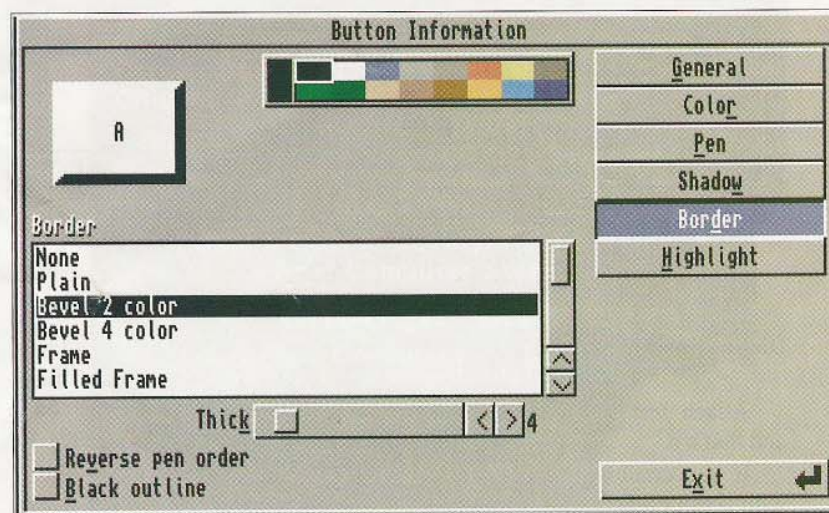 Button Information
A
General
Color
Pen
Shadow
Border
Highlight
Border
None
Plain
Bevel 2 color
Bevel 4 color
Frame
Filled Frame
Thick 4
Reverse pen order
Black outline
Exit